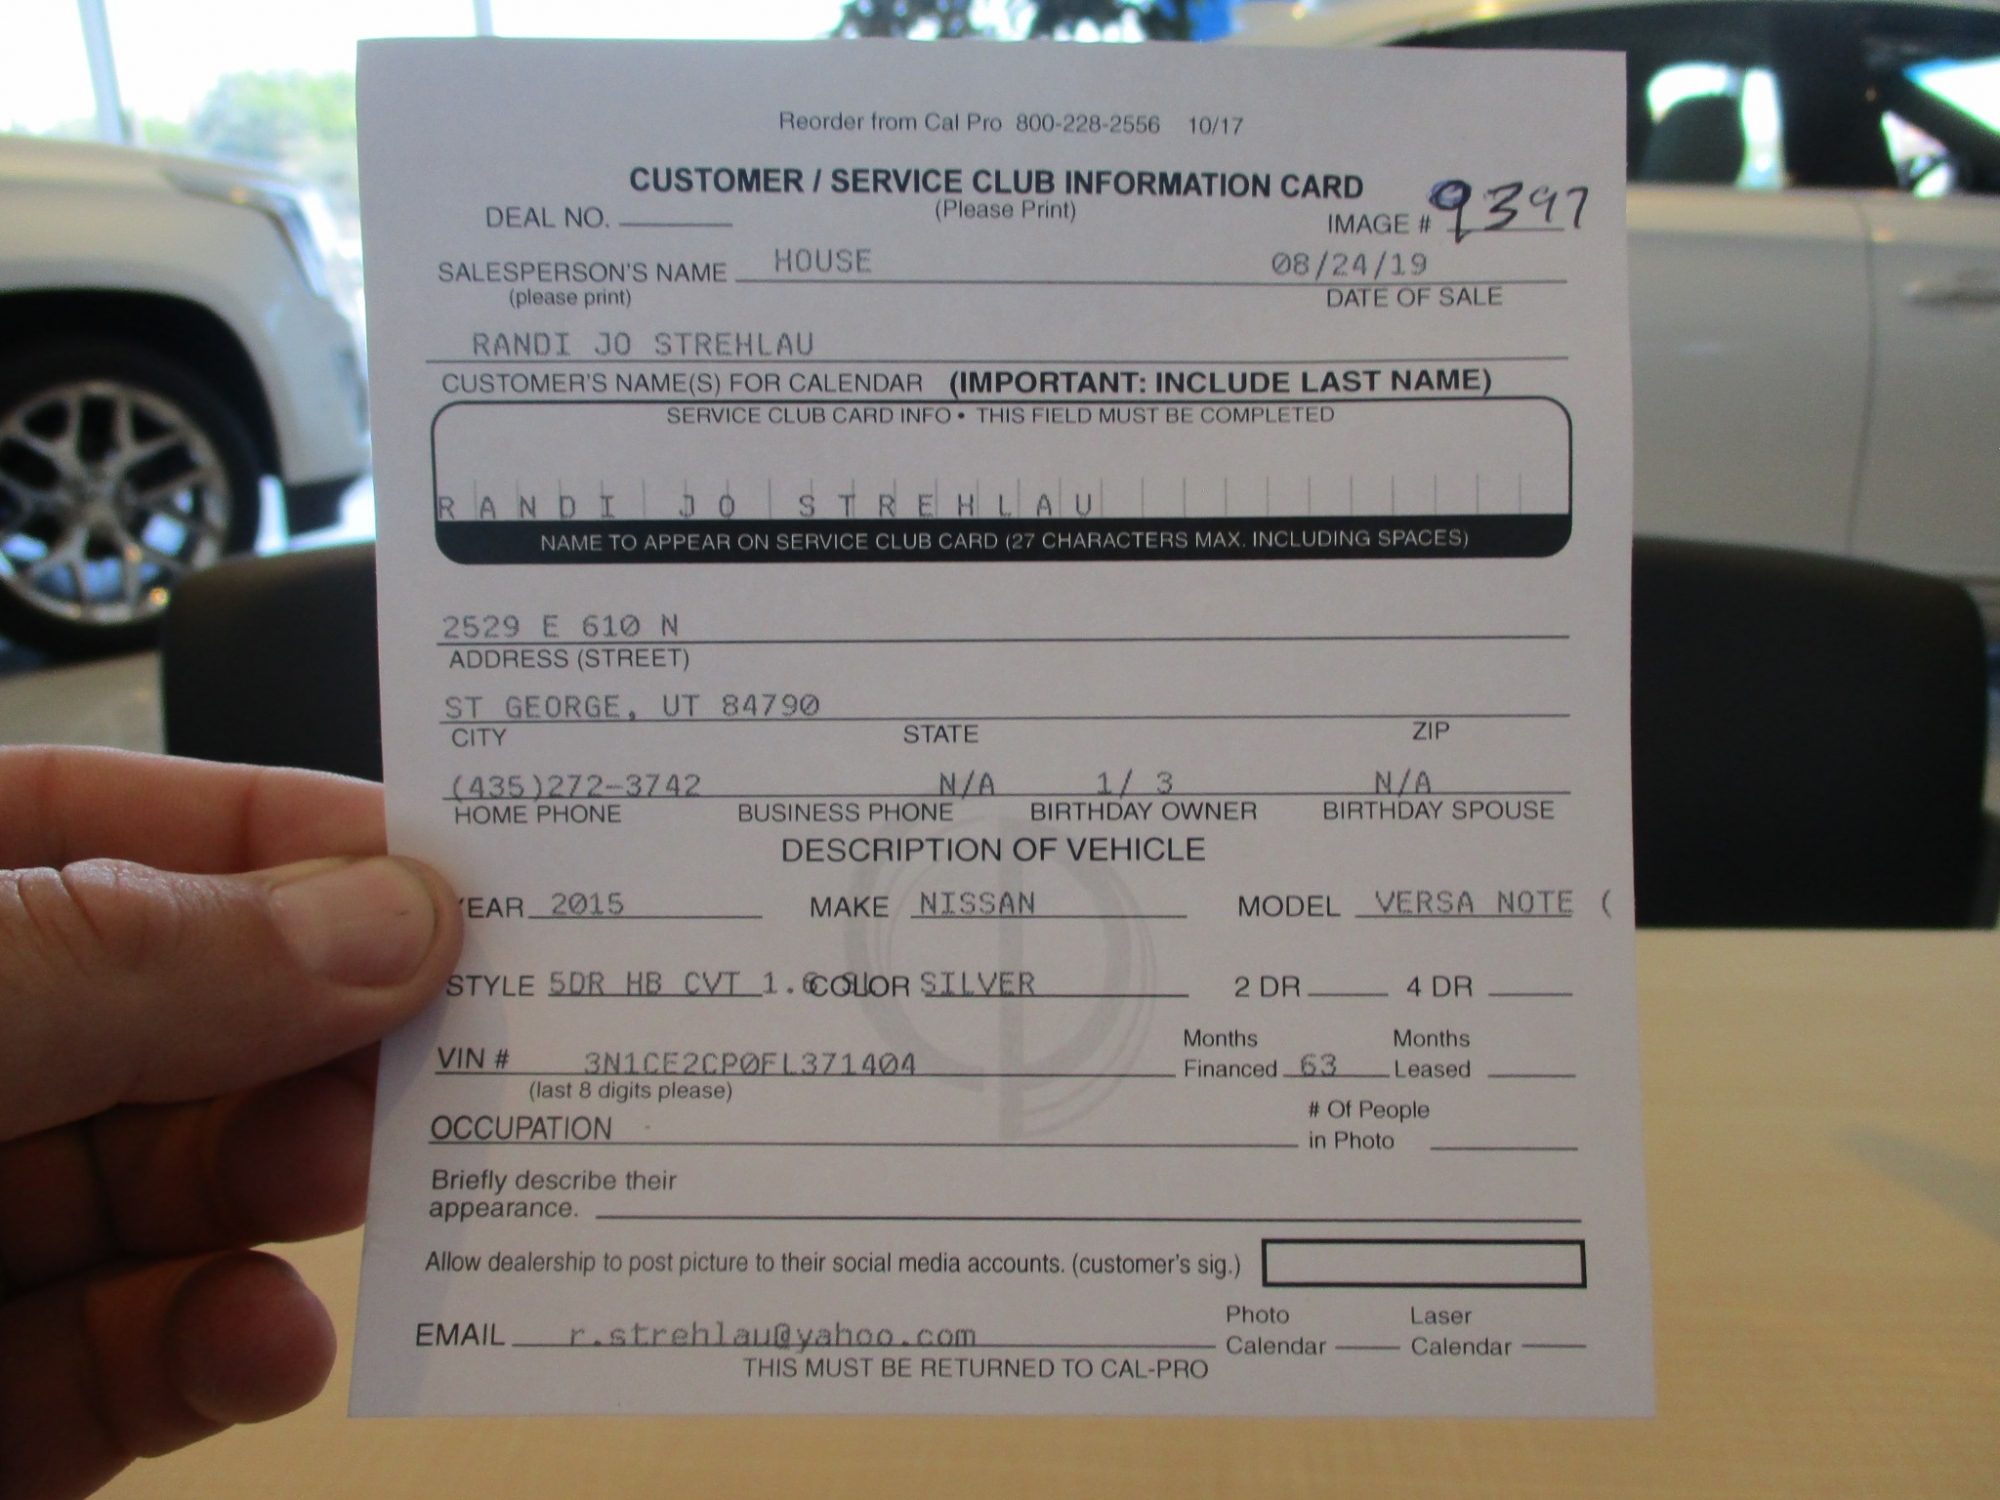 Reorder from Cal Pro 800-228-2556 10/17
CUSTOMER / SERVICE CLUB INFORMATION CARD
(Please Print)
DEAL NO.
IMAGE # 9397
SALESPERSON'S NAME HOUSE 08/24/19
(please print) DATE OF SALE
RANDI JO STREHLAU
CUSTOMER'S NAME(S) FOR CALENDAR (IMPORTANT: INCLUDE LAST NAME)
SERVICE CLUB CARD INFO • THIS FIELD MUST BE COMPLETED
RANDI JO STREHLAU
NAME TO APPEAR ON SERVICE CLUB CARD (27 CHARACTERS MAX. INCLUDING SPACES)
2529 E 610 N
ADDRESS (STREET)
ST GEORGE, UT 84790
CITY STATE ZIP
(435)272-3742 N/A 1/ 3 N/A
HOME PHONE BUSINESS PHONE BIRTHDAY OWNER BIRTHDAY SPOUSE
DESCRIPTION OF VEHICLE
YEAR 2015 MAKE NISSAN MODEL VERSA NOTE (
STYLE 5DR HB CVT 1.6 COLOR SILVER 2 DR 4 DR
Months Months
VIN # 3N1CE2CP0FL371404 Financed 63 Leased
(last 8 digits please)
# Of People
OCCUPATION in Photo
Briefly describe their
appearance.
Allow dealership to post picture to their social media accounts. (customer's sig.)
Photo Laser
EMAIL r.strehlau@yahoo.com Calendar Calendar
THIS MUST BE RETURNED TO CAL-PRO